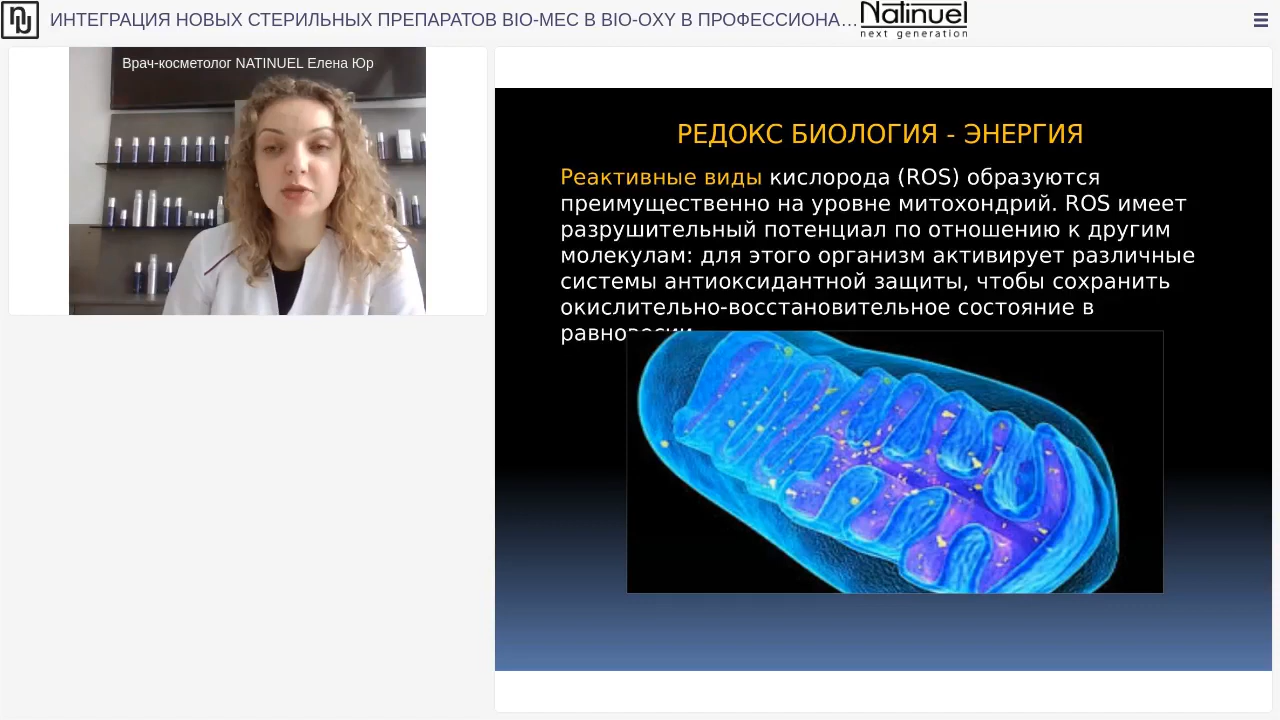 ИНТЕГРАЦИЯ НОВЫХ СТЕРИЛЬНЫХ ПРЕПАРАТОВ BIO-MEC В BIO-OXY В ПРОФЕССИОНА...
Natinuel
next generation
Врач-косметолог NATINUEL Елена Юр
РЕДОКС БИОЛОГИЯ - ЭНЕРГИЯ
Реактивные виды кислорода (ROS) образуются
преимущественно на уровне митохондрий. ROS имеет
разрушительный потенциал по отношению к другим
молекулам: для этого организм активирует различные
системы антиоксидантной защиты, чтобы сохранить
окислительно-восстановительное состояние в
равновесии